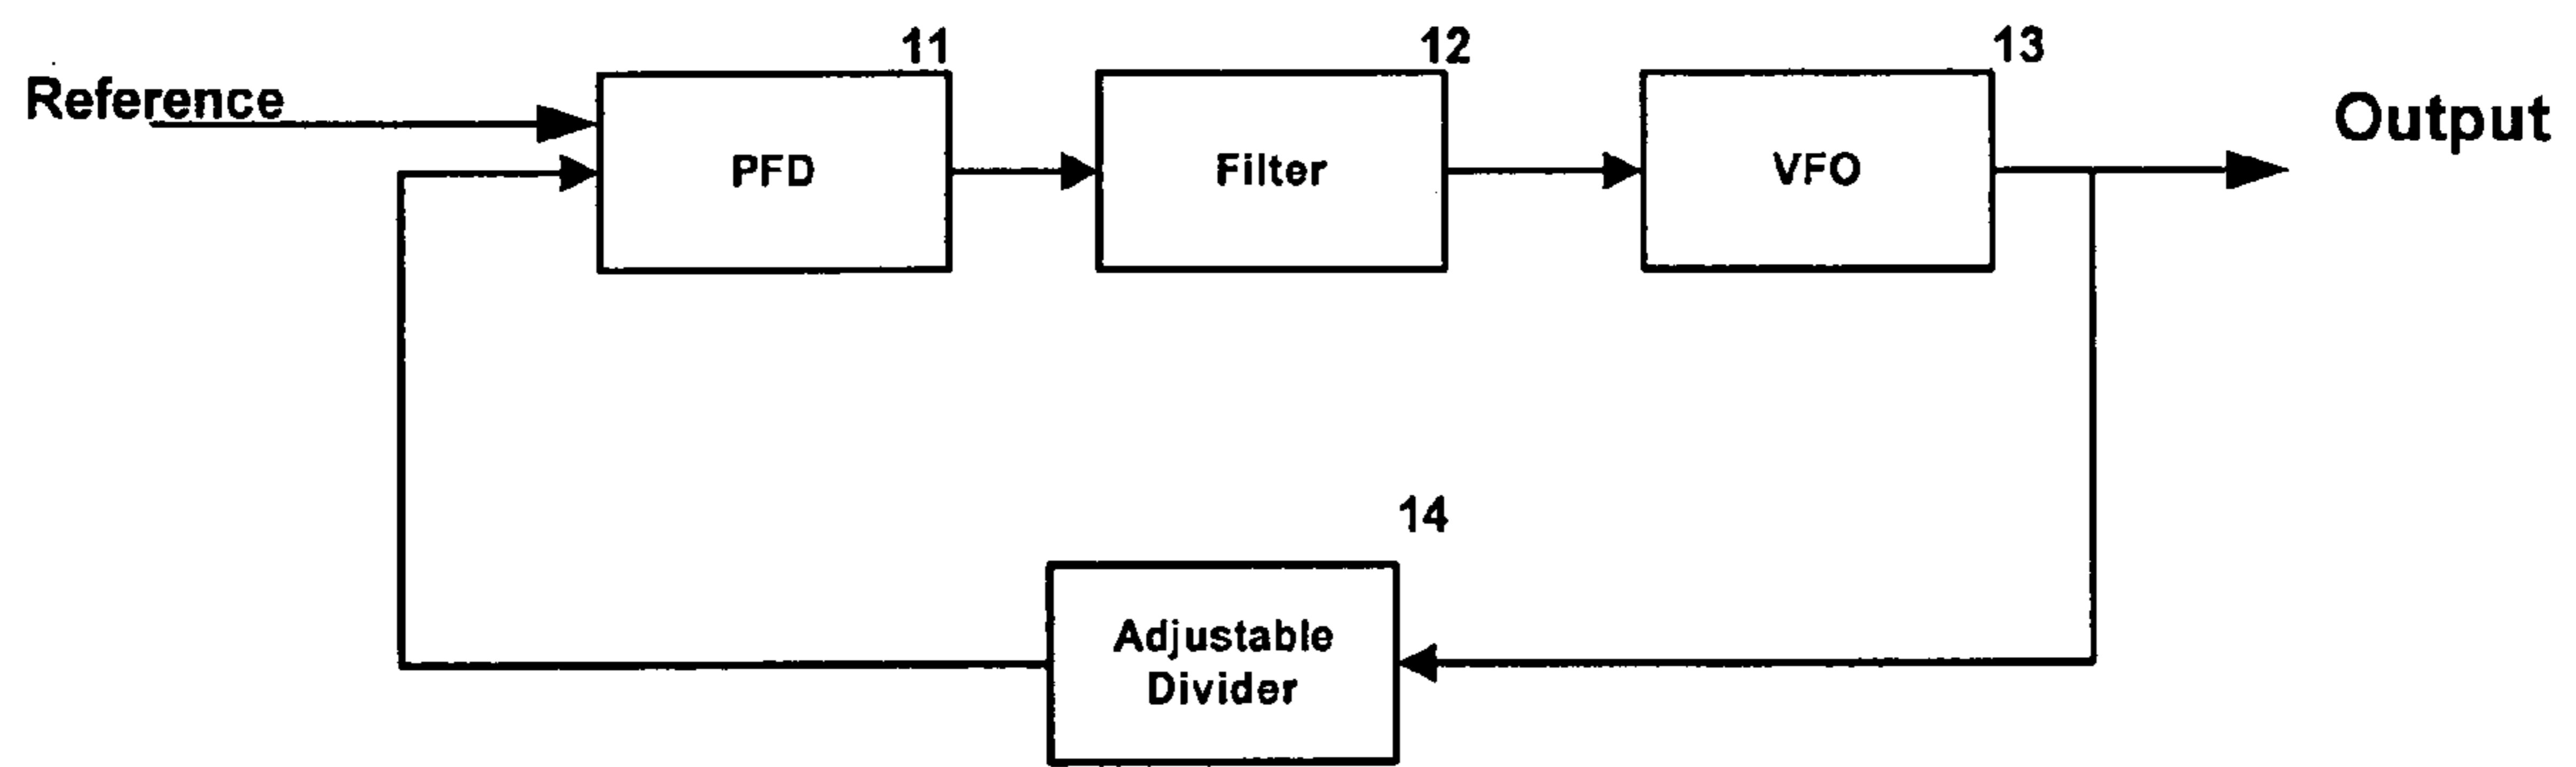 11
12
13
Reference
Output
PFD
Filter
VFO
14
Adjustable
Divider